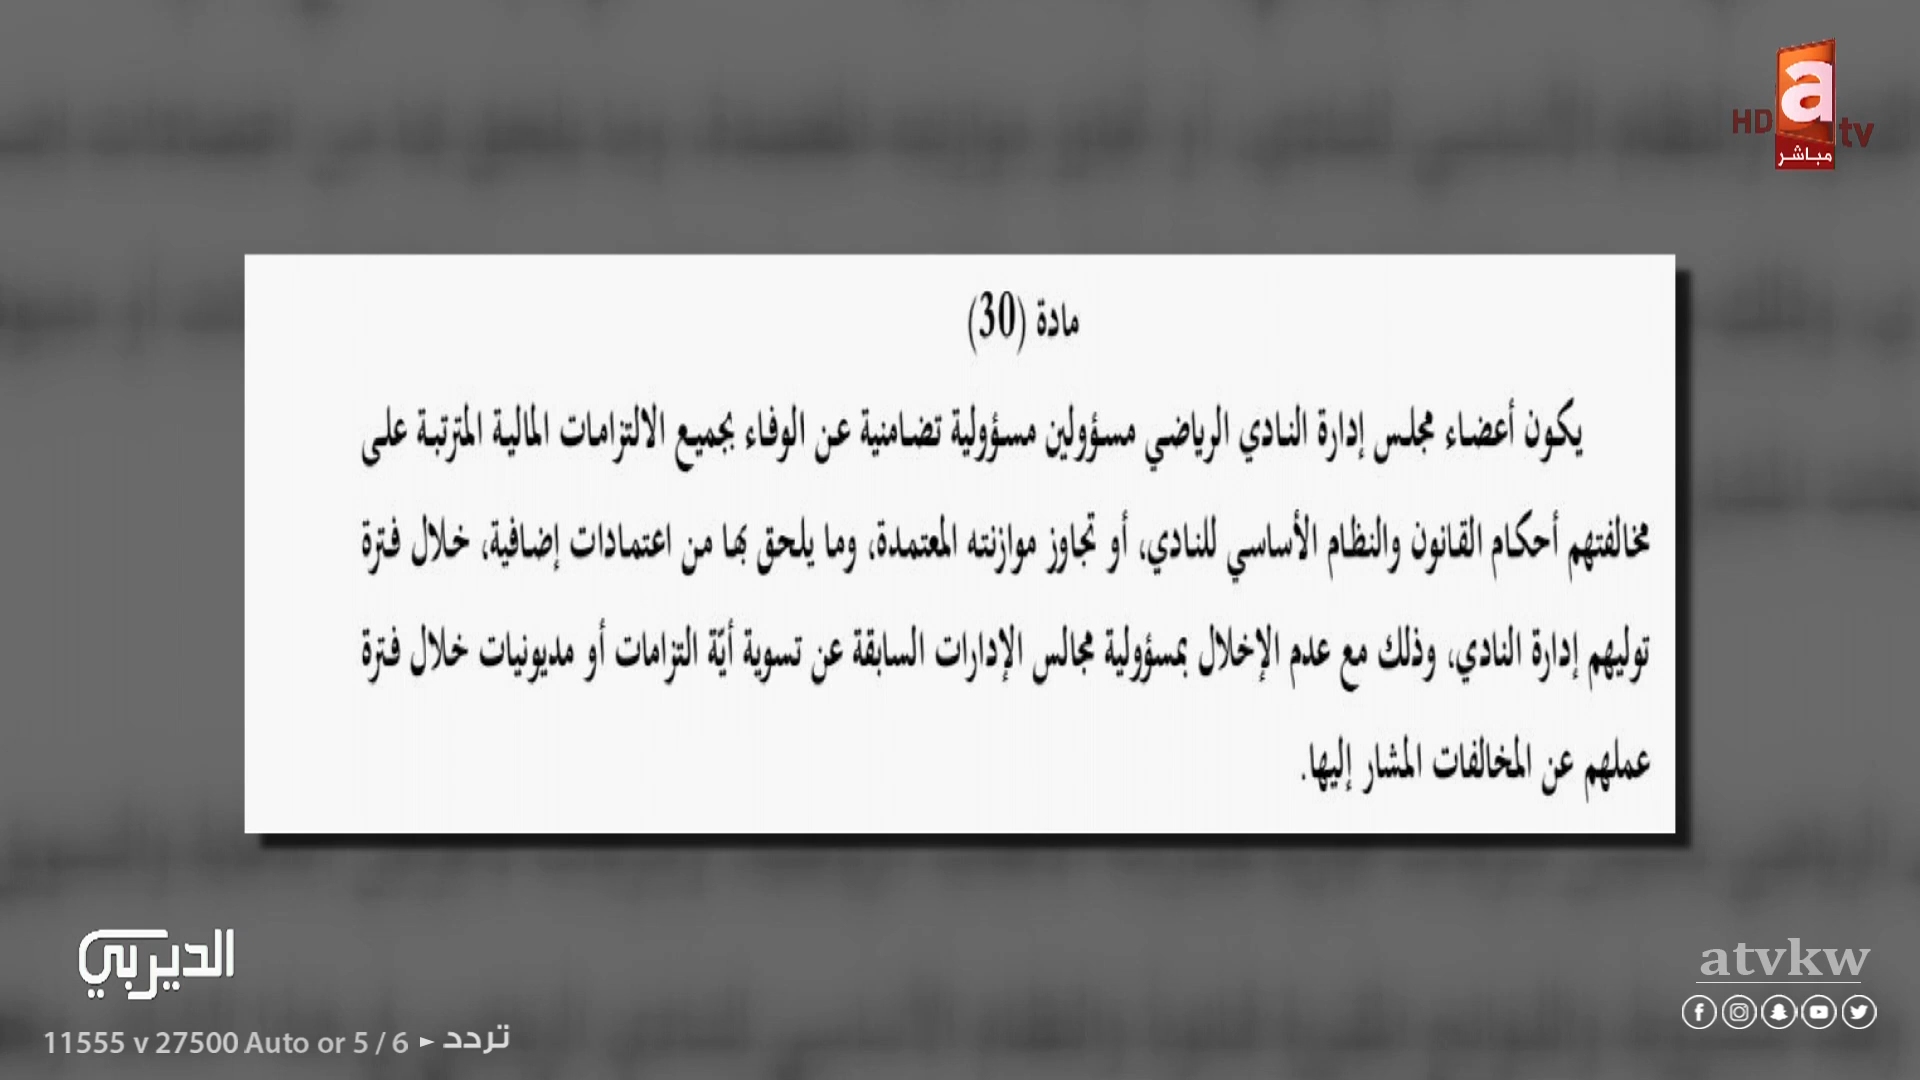 HD a tv
مباشر
مادة (30)
يكون أعضاء مجلس إدارة النادي الرياضي مسؤولين مسؤولية تضامنية عن الوفاء بجميع الالتزامات المالية المترتبة على
مخالفتهم أحكام القانون والنظام الأساسي للنادي، أو تجاوز موازنته المعتمدة، وما يلحق بها من اعتمادات إضافية، خلال فترة
توليهم إدارة النادي، وذلك مع عدم الإخلال بمسؤولية مجالس الإدارات السابقة عن تسوية أيّة التزامات أو مديونيات خلال فترة
عملهم عن المخالفات المشار إليها.
الديربي
atvkw
تردد ► 11555 v 27500 Auto or 5 / 6